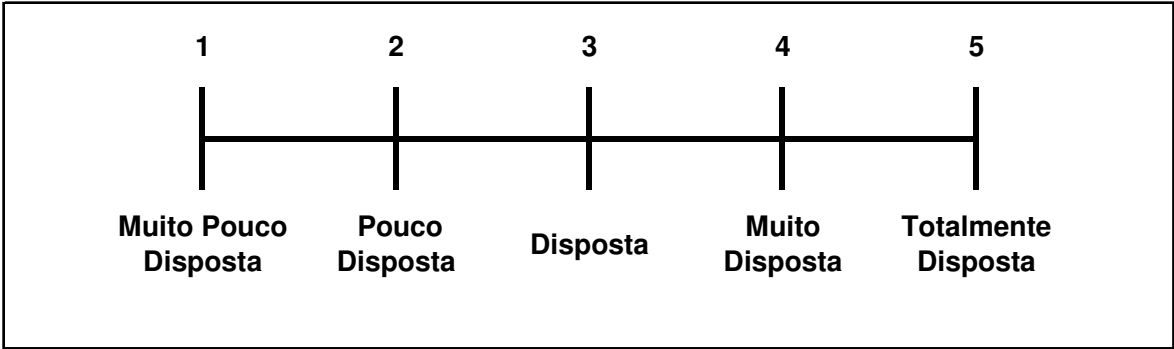 1 2 3 4 5
Muito Pouco Disposta
Pouco Disposta
Disposta
Muito Disposta
Totalmente Disposta